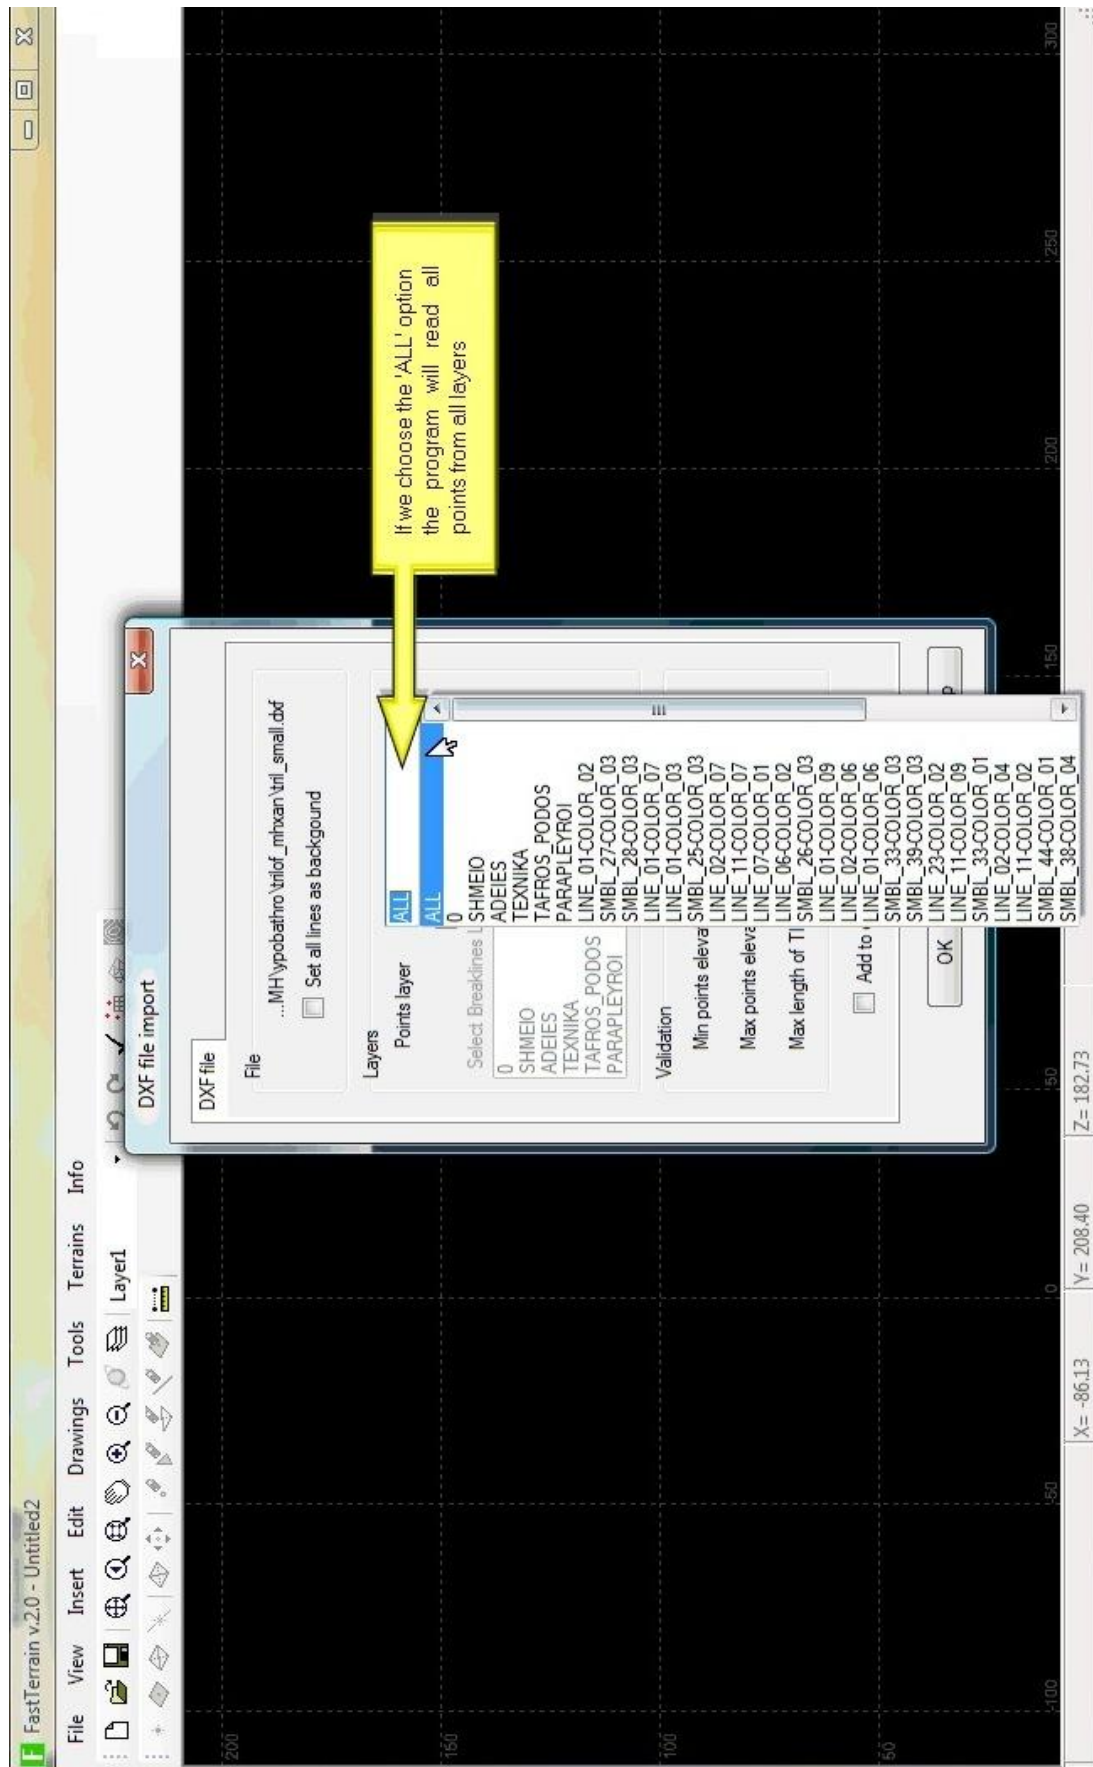 FastTerrain v.2.0 - Untitled2
File View Insert Edit Drawings Tools Terrains Info
Layer1
DXF file import
DXF file
File
...MH\ypobathro\trilof_mhxan\tril_small.dxf
Set all lines as backgound
Layers
Points layer
ALL
ALL
0
SHMEIO
ADEIES
TEXNIKA
TAFROS_PODOS
PARAPLEYROI
LINE_01-COLOR_02
SMBL_27-COLOR_03
SMBL_28-COLOR_03
LINE_01-COLOR_07
LINE_01-COLOR_03
SMBL_25-COLOR_03
LINE_02-COLOR_07
LINE_11-COLOR_07
LINE_07-COLOR_01
LINE_06-COLOR_02
SMBL_26-COLOR_03
LINE_01-COLOR_09
LINE_02-COLOR_06
LINE_01-COLOR_06
SMBL_33-COLOR_03
SMBL_39-COLOR_03
LINE_23-COLOR_02
LINE_11-COLOR_09
SMBL_33-COLOR_01
LINE_02-COLOR_04
LINE_11-COLOR_02
SMBL_44-COLOR_01
SMBL_38-COLOR_04
Select Breaklines L
0
SHMEIO
ADEIES
TEXNIKA
TAFROS_PODOS
PARAPLEYROI
Validation
Min points eleva
Max points eleva
Max length of TI
Add to
OK
If we choose the 'ALL' option
the program will read all
points from all layers
200
150
100
50
-100 -50 0 50 150 200 250 300
X= -86.13 Y= 208.40 Z= 182.73